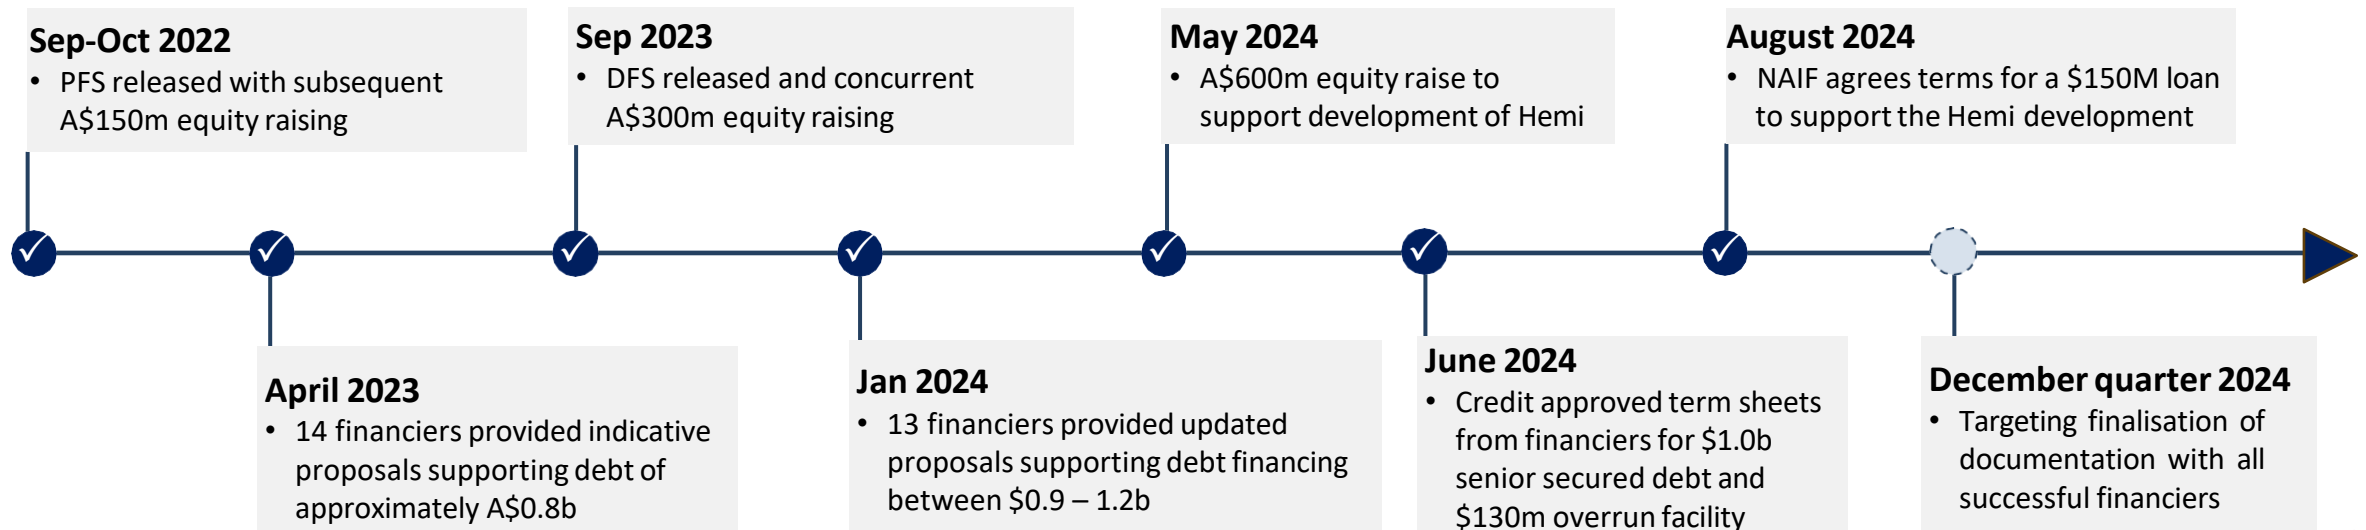 Sep-Oct 2022
• PFS released with subsequent
A$150m equity raising
Sep 2023
• DFS released and concurrent
A$300m equity raising
May 2024
• A$600m equity raise to
support development of Hemi
August 2024
• NAIF agrees terms for a $150M loan
to support the Hemi development
April 2023
• 14 financiers provided indicative
proposals supporting debt of
approximately A$0.8b
Jan 2024
• 13 financiers provided updated
proposals supporting debt financing
between $0.9 – 1.2b
June 2024
• Credit approved term sheets
from financiers for $1.0b
senior secured debt and
$130m overrun facility
December quarter 2024
• Targeting finalisation of
documentation with all
successful financiers